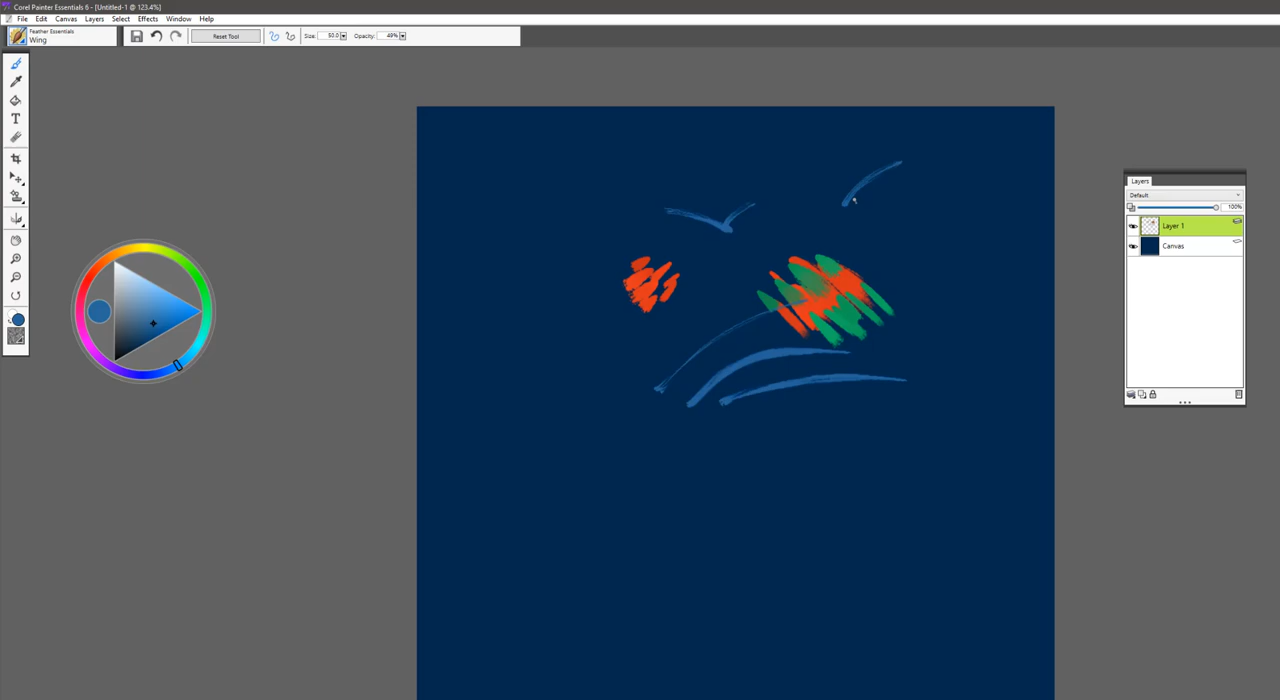 Corel Painter Essentials 6 - [Untitled-1 @ 123.4%]
File Edit Canvas Layers Select Effects Window Help
Feather Essentials
Wing
Reset Tool Size: 50.0 Opacity: 49%
T
Layers
Default
100%
Layer 1
Canvas